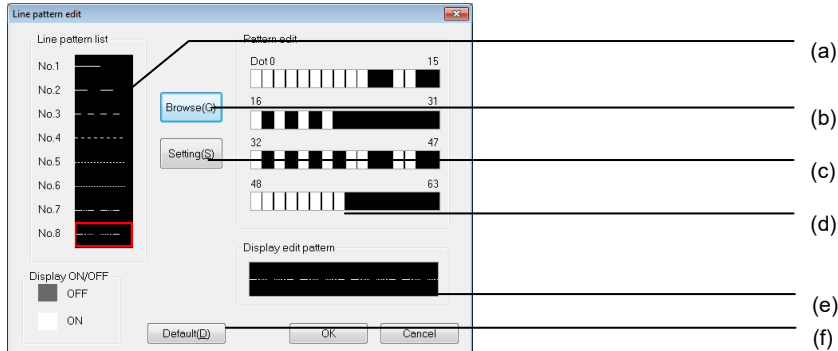 Line pattern edit
Line pattern list
No.1
No.2
No.3
No.4
No.5
No.6
No.7
No.8
Display ON/OFF
OFF
ON
Browse(G)
Setting(S)
Default(D)
Pattern edit
Dot 0 15
16 31
32 47
48 63
Display edit pattern
OK Cancel
(a)
(b)
(c)
(d)
(e)
(f)